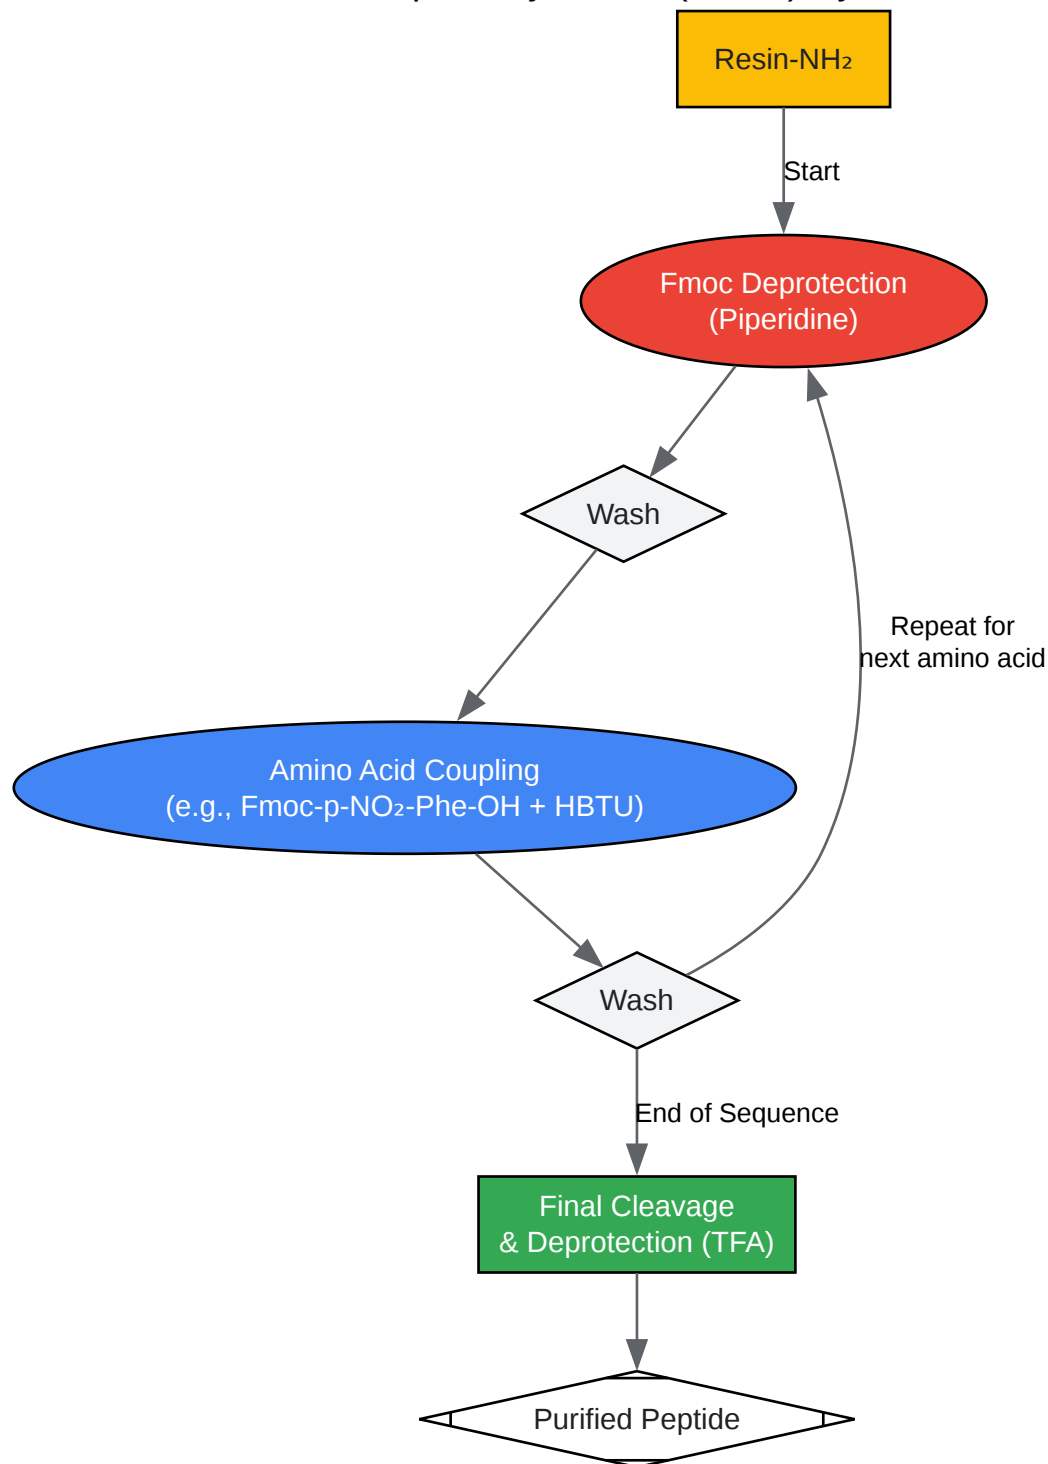 Resin-NH₂
Start
Fmoc Deprotection
(Piperidine)
Wash
Repeat for
next amino acid
Amino Acid Coupling
(e.g., Fmoc-p-NO₂-Phe-OH + HBTU)
Wash
End of Sequence
Final Cleavage
& Deprotection (TFA)
Purified Peptide